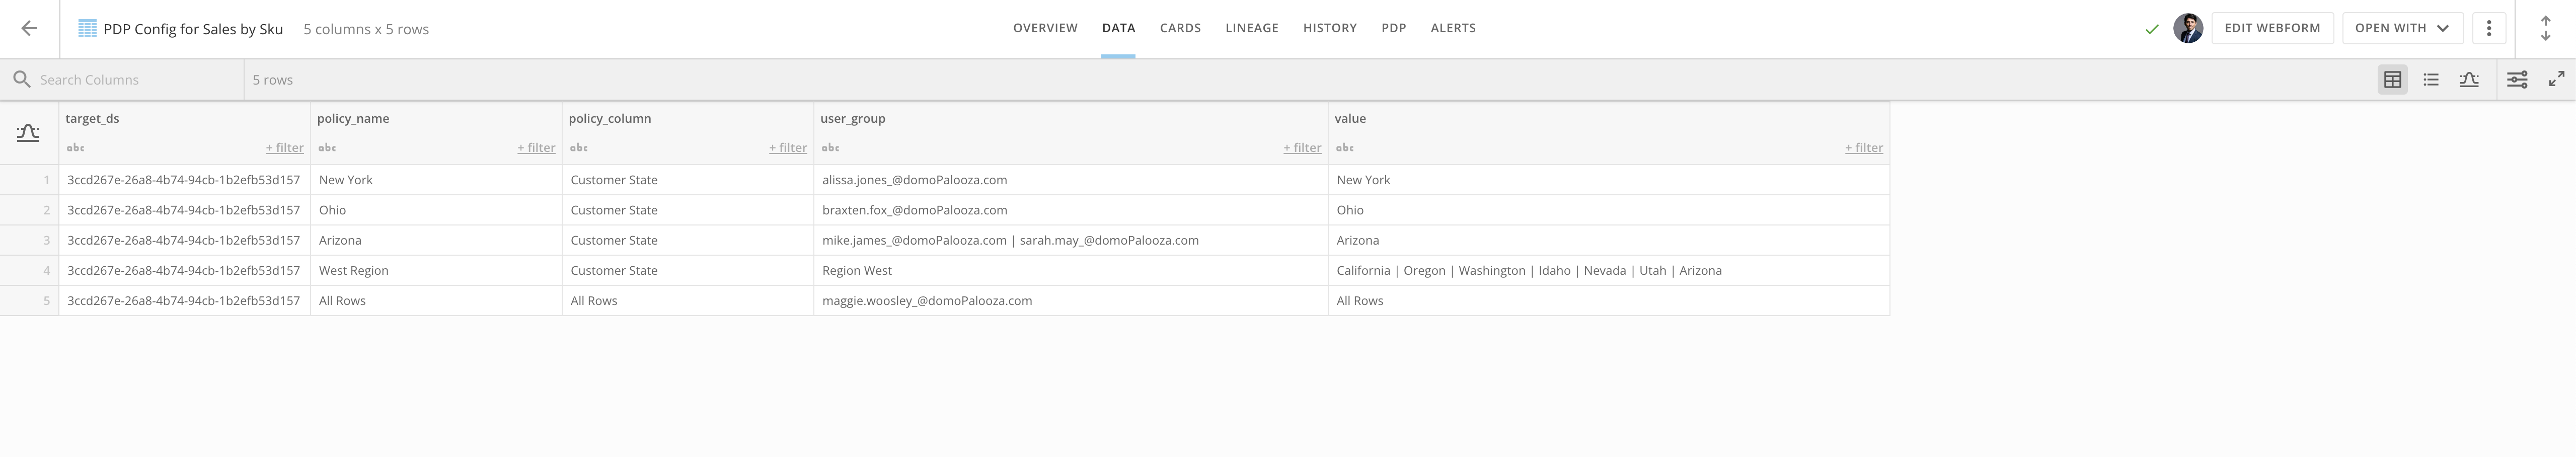 PDP Config for Sales by Sku 5 columns x 5 rows OVERVIEW DATA CARDS LINEAGE HISTORY PDP ALERTS EDIT WEBFORM OPEN WITH
Search Columns 5 rows
target_ds policy_name policy_column user_group value
abc + filter abc + filter abc + filter abc + filter abc + filter
1 3ccd267e-26a8-4b74-94cb-1b2efb53d157 New York Customer State alissa.jones_@domoPalooza.com New York
2 3ccd267e-26a8-4b74-94cb-1b2efb53d157 Ohio Customer State braxten.fox_@domoPalooza.com Ohio
3 3ccd267e-26a8-4b74-94cb-1b2efb53d157 Arizona Customer State mike.james_@domoPalooza.com | sarah.may_@domoPalooza.com Arizona
4 3ccd267e-26a8-4b74-94cb-1b2efb53d157 West Region Customer State Region West California | Oregon | Washington | Idaho | Nevada | Utah | Arizona
5 3ccd267e-26a8-4b74-94cb-1b2efb53d157 All Rows All Rows maggie.woosley_@domoPalooza.com All Rows